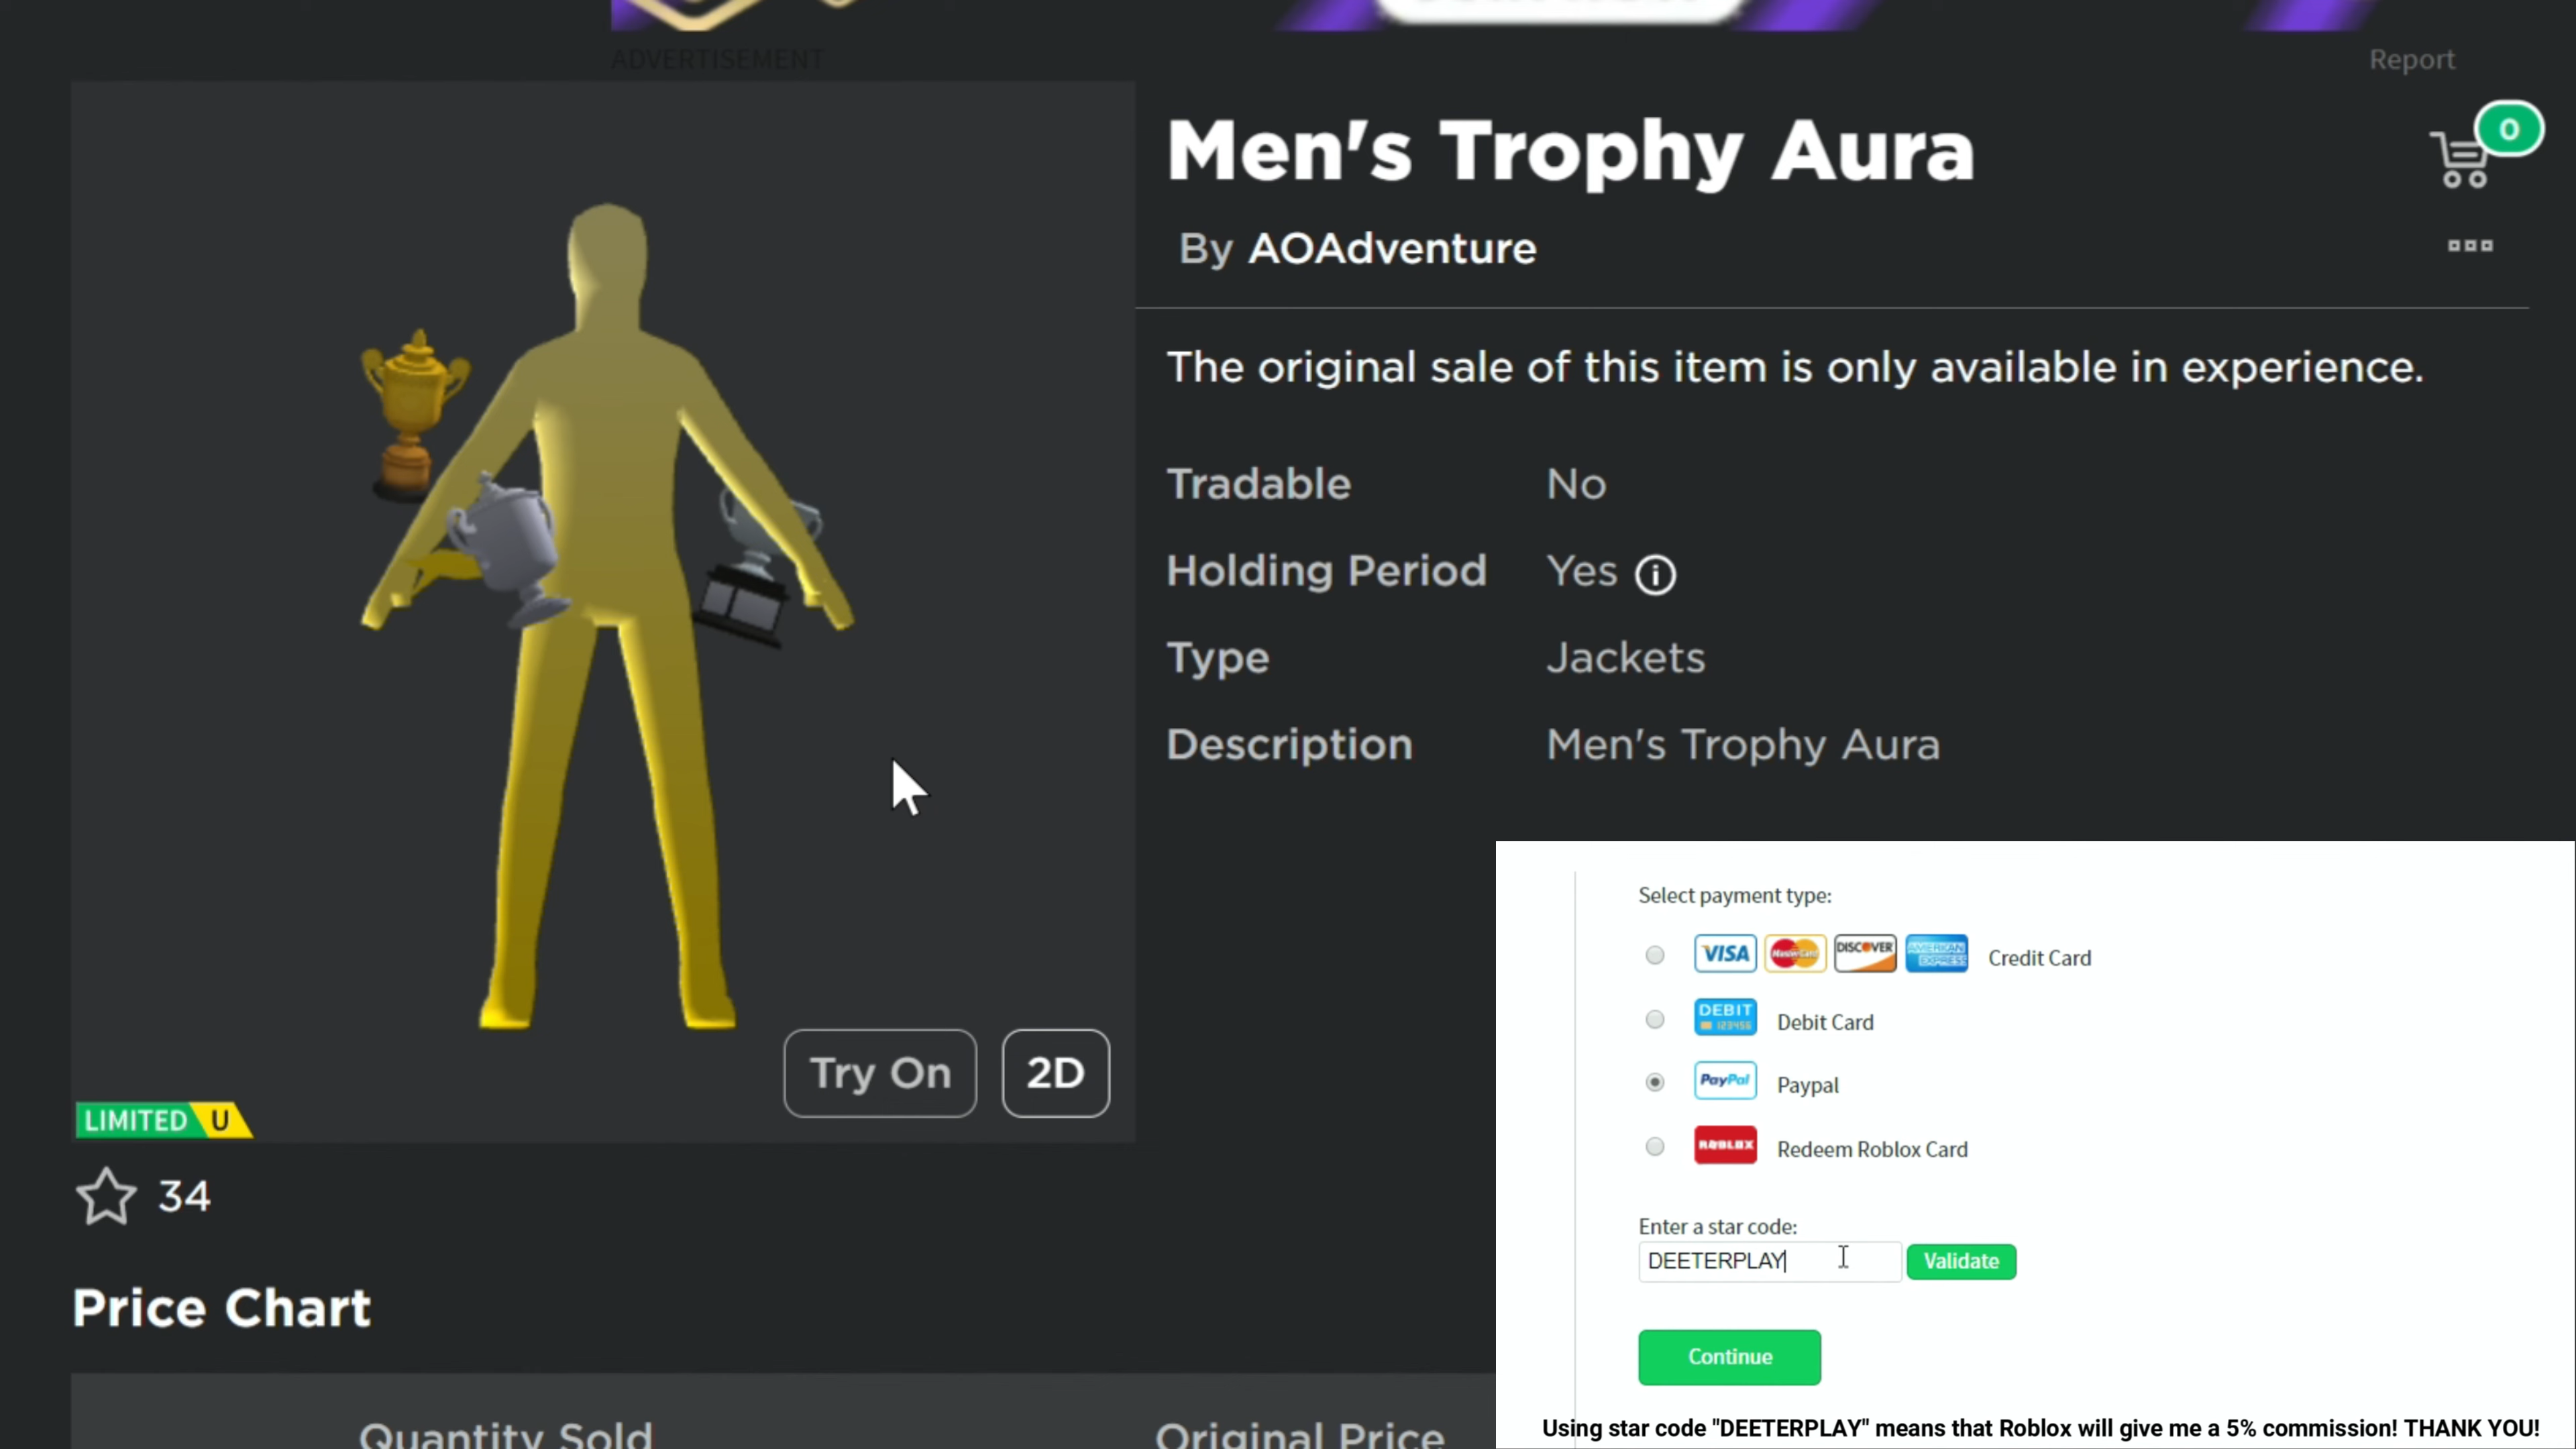 ADVERTISEMENT
Report
Men's Trophy Aura
0
By AOAdventure
The original sale of this item is only available in experience.
Tradable No
Holding Period Yes
Type Jackets
Description Men's Trophy Aura
Try On
2D
LIMITED U
34
Price Chart
Quantity Sold
Original Price
Select payment type:
VISA MasterCard DISCOVER AMERICAN EXPRESS Credit Card
DEBIT 123456 Debit Card
PayPal Paypal
ROBLOX Redeem Roblox Card
Enter a star code:
DEETERPLAY
Validate
Continue
Using star code "DEETERPLAY" means that Roblox will give me a 5% commission! THANK YOU!